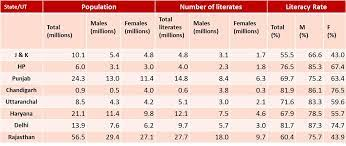 State/UT Population Number of literates Literacy Rate
Total (millions) Males (millions) Females (millions) Total literates (millions) Males (millions) Females (millions) Total (%) M (%) F (%)
J & K 10.1 5.4 4.8 4.8 3.1 1.7 55.5 66.6 43.0
HP 6.0 3.1 3.0 4.0 2.3 1.8 76.5 85.3 67.4
Punjab 24.3 13.0 11.4 14.8 8.4 6.3 69.7 75.2 63.4
Chandigarh 0.9 0.5 0.4 0.6 0.4 0.3 81.9 86.1 76.5
Uttaranchal 8.5 4.3 4.2 5.1 3.0 2.1 71.6 83.3 59.6
Haryana 21.1 11.4 9.8 12.1 7.5 4.6 67.9 78.5 55.7
Delhi 13.9 7.6 6.2 9.7 5.7 4.0 81.7 87.3 74.7
Rajasthan 56.5 29.4 27.1 27.7 18.0 9.7 60.4 75.7 43.9